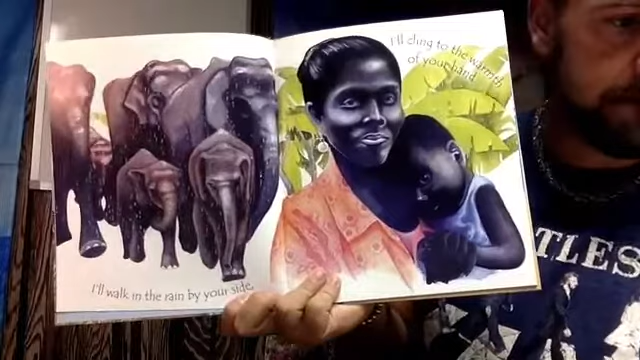 I'll walk in the rain by your side.
I'll cling to the warmth
of your hand
TLES